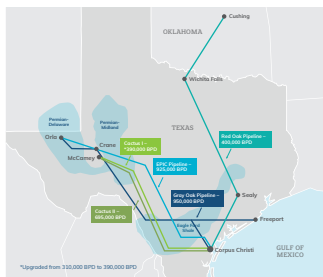 OKLAHOMA
Cushing
Wichita Falls
Permian-
Delaware
Permian-
Midland
TEXAS
Orla
Crane
McCamey
Cactus I –
*390,000 BPD
EPIC Pipeline –
925,000 BPD
Red Oak Pipeline –
400,000 BPD
Gray Oak Pipeline –
950,000 BPD
Cactus II –
685,000 BPD
Sealy
Freeport
Eagle Ford
Shale
Corpus Christi
GULF OF
MEXICO
*Upgraded from 310,000 BPD to 390,000 BPD